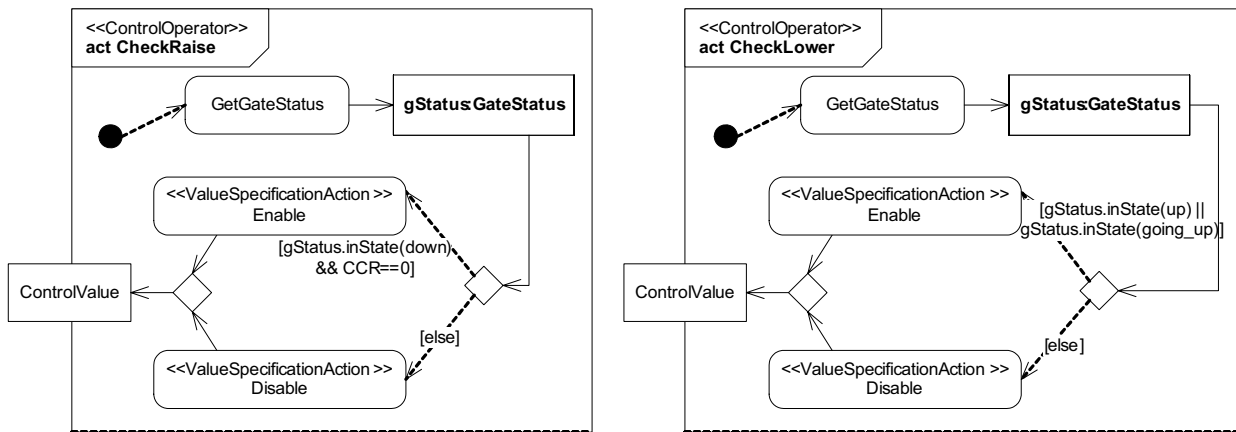 <<ControlOperator>>
act CheckRaise
GetGateStatus
gStatus:GateStatus
<<ValueSpecificationAction >>
Enable
[gStatus.inState(down)
&& CCR==0]
ControlValue
[else]
<<ValueSpecificationAction >>
Disable
<<ControlOperator>>
act CheckLower
GetGateStatus
gStatus:GateStatus
<<ValueSpecificationAction >>
Enable
[gStatus.inState(up) ||
gStatus.inState(going_up)]
ControlValue
[else]
<<ValueSpecificationAction >>
Disable